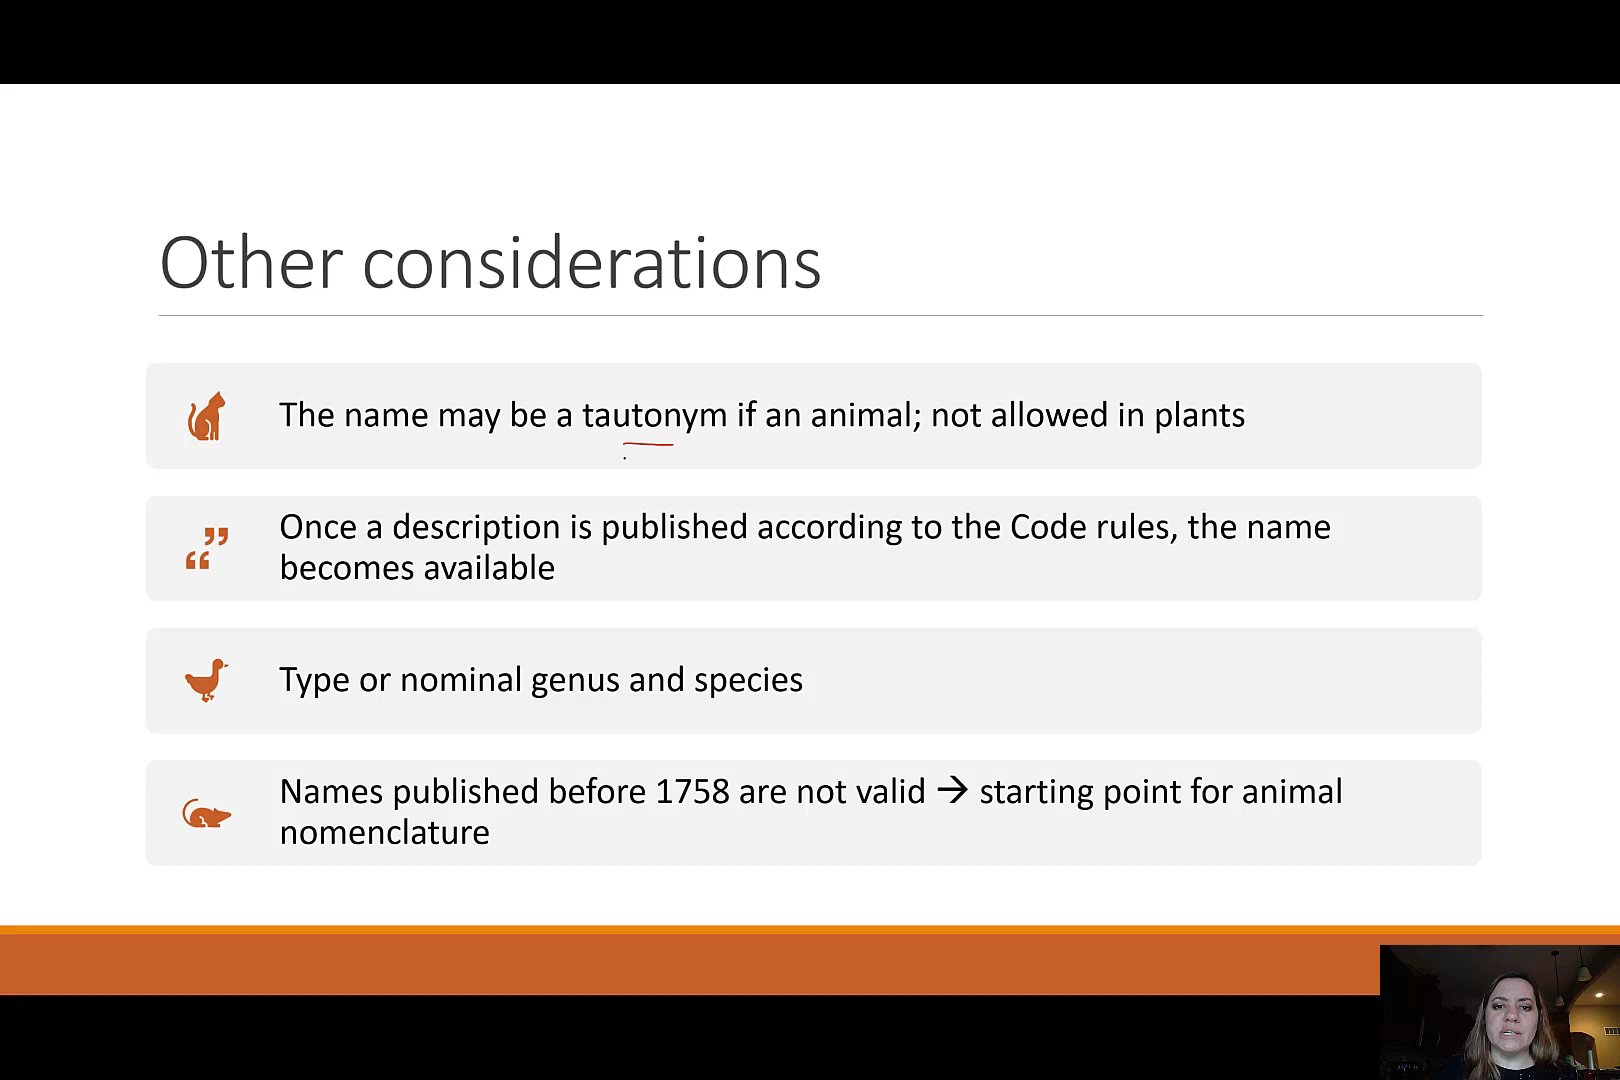 Other considerations
The name may be a tautonym if an animal; not allowed in plants
Once a description is published according to the Code rules, the name
becomes available
Type or nominal genus and species
Names published before 1758 are not valid → starting point for animal
nomenclature